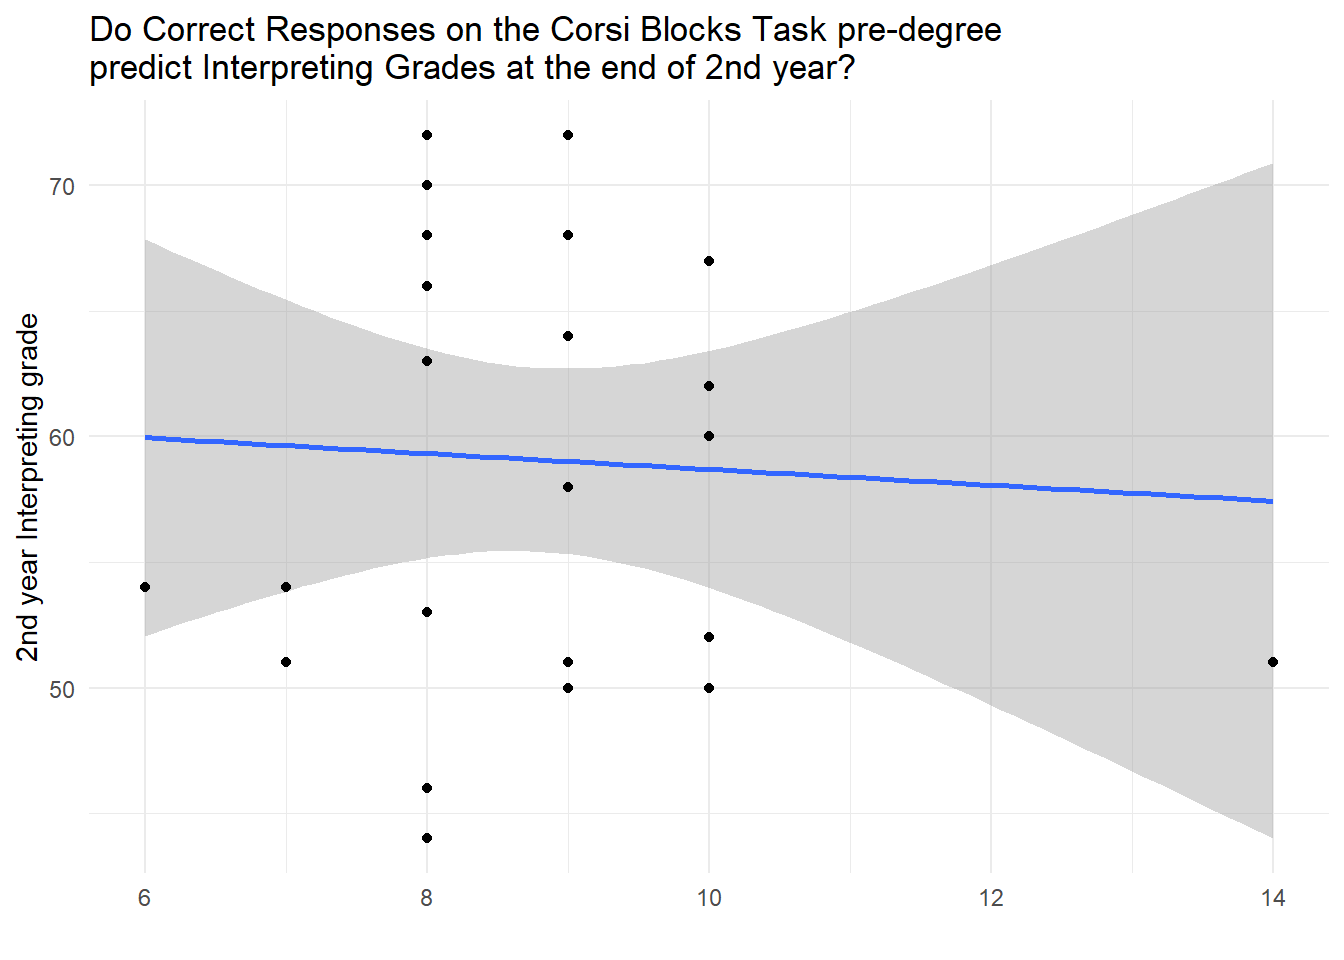 Do Correct Responses on the Corsi Blocks Task pre-degree
predict Interpreting Grades at the end of 2nd year?
2nd year Interpreting grade
70
60
50
6
8
10
12
14